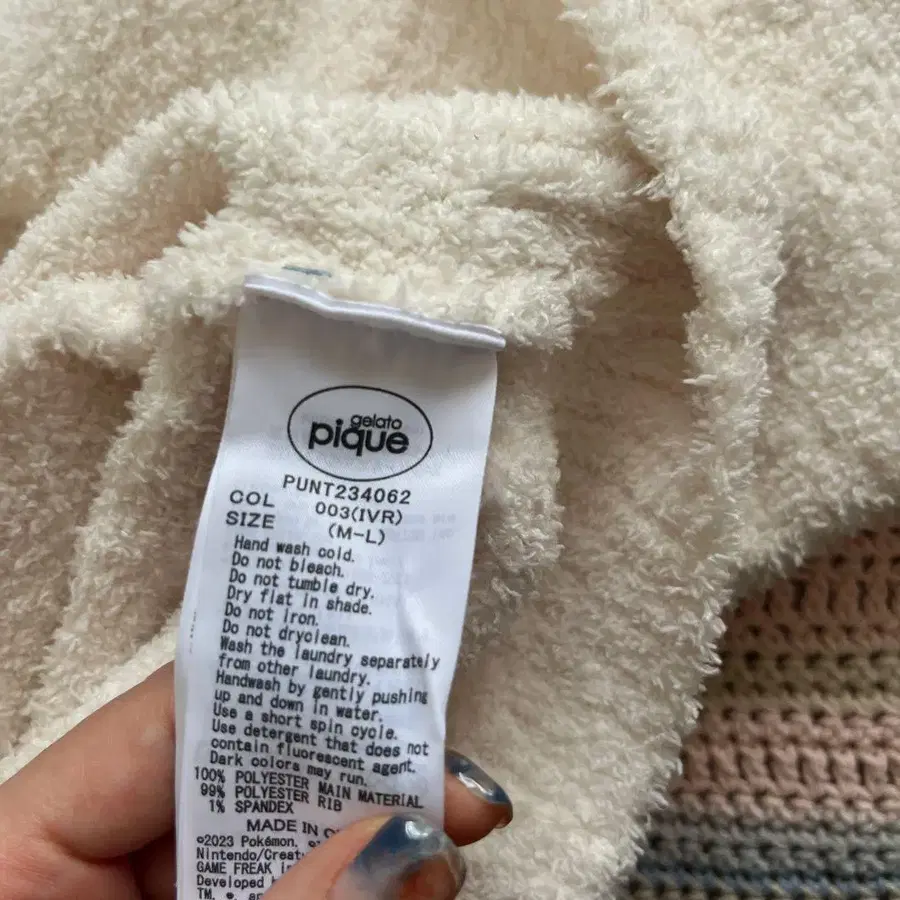 gelato
pique
PUNT234062
COL 003(IVR)
SIZE (M-L)
Hand wash cold.
Do not bleach.
Do not tumble dry.
Dry flat in shade.
Do not iron.
Do not dryclean.
Wash the laundry separately
from other laundry.
Handwash by gently pushing
up and down in water.
Use a short spin cycle.
Use detergent that does not
contain fluorescent agent.
Dark colors may run.
100% POLYESTER MAIN MATERIAL
99% POLYESTER RIB
1% SPANDEX
MADE IN
©2023 Pokémon.
Nintendo/Creat
GAME FREAK
Developed
TM, ®,